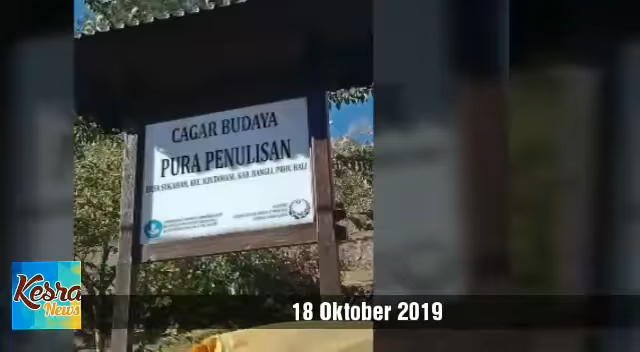 CAGAR BUDAYA
PURA PENULISAN
DESA SUKAWANA, KEC. KINTAMANI, KAB. BANGLI, PROV. BALI
Kesra
News
18 Oktober 2019